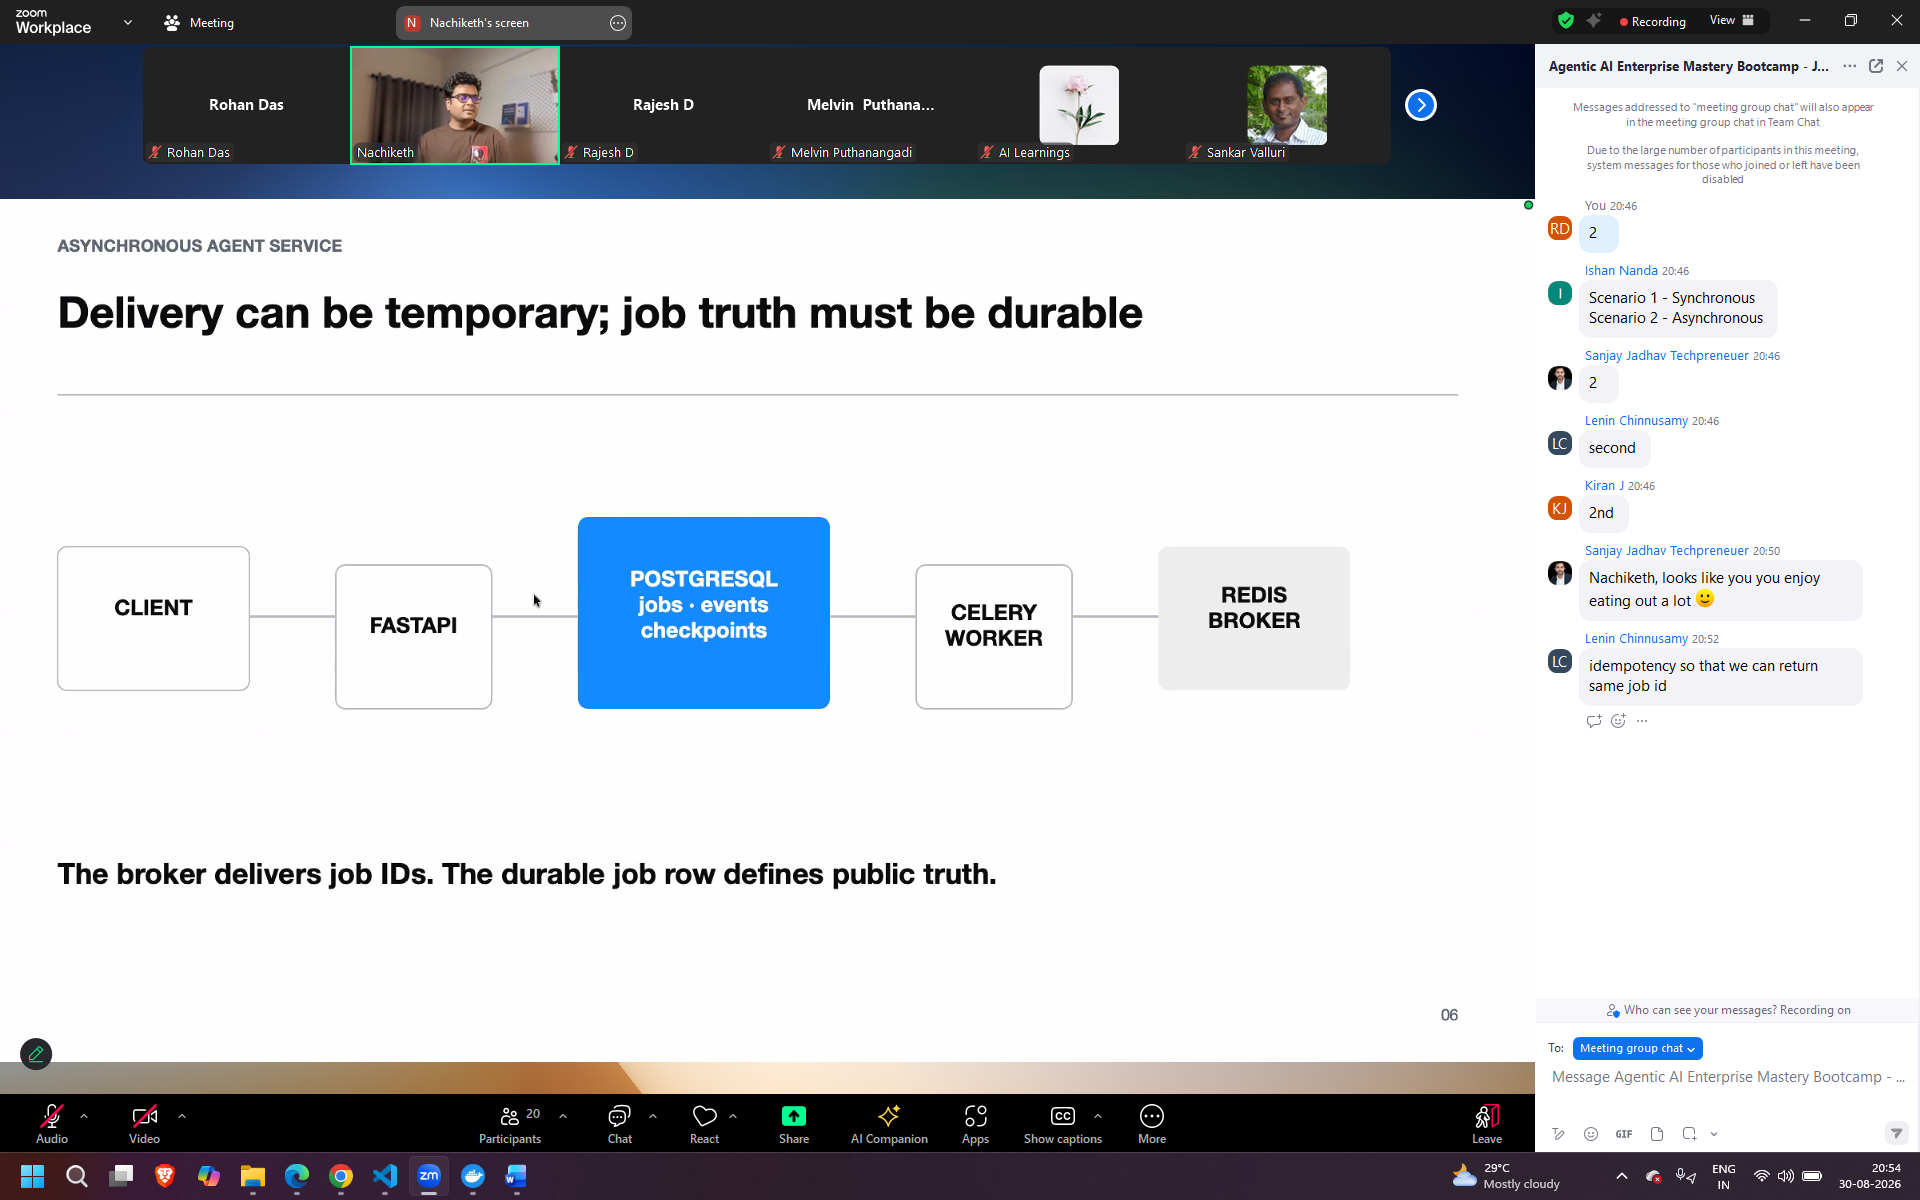 zoom
Workplace
Meeting
N Nachiketh's screen
Recording
View
Rohan Das
Rohan Das
Nachiketh
Rajesh D
Rajesh D
Melvin Puthana...
Melvin Puthanangadi
AI Learnings
Sankar Valluri
ASYNCHRONOUS AGENT SERVICE
Delivery can be temporary; job truth must be durable
CLIENT
FASTAPI
POSTGRESQL
jobs · events
checkpoints
CELERY
WORKER
REDIS
BROKER
The broker delivers job IDs. The durable job row defines public truth.
06
Agentic AI Enterprise Mastery Bootcamp - J...
Messages addressed to "meeting group chat" will also appear
in the meeting group chat in Team Chat
Due to the large number of participants in this meeting,
system messages for those who joined or left have been
disabled
You 20:46
RD
2
Ishan Nanda 20:46
I
Scenario 1 - Synchronous
Scenario 2 - Asynchronous
Sanjay Jadhav Techpreneuer 20:46
2
Lenin Chinnusamy 20:46
LC
second
Kiran J 20:46
KJ
2nd
Sanjay Jadhav Techpreneuer 20:50
Nachiketh, looks like you you enjoy
eating out a lot 🙂
Lenin Chinnusamy 20:52
LC
idempotency so that we can return
same job id
Who can see your messages? Recording on
To: Meeting group chat
Message Agentic AI Enterprise Mastery Bootcamp - ...
GIF
Audio
Video
20
Participants
Chat
React
Share
AI Companion
Apps
CC
Show captions
More
Leave
zm
29°C
Mostly cloudy
ENG
IN
20:54
30-08-2026